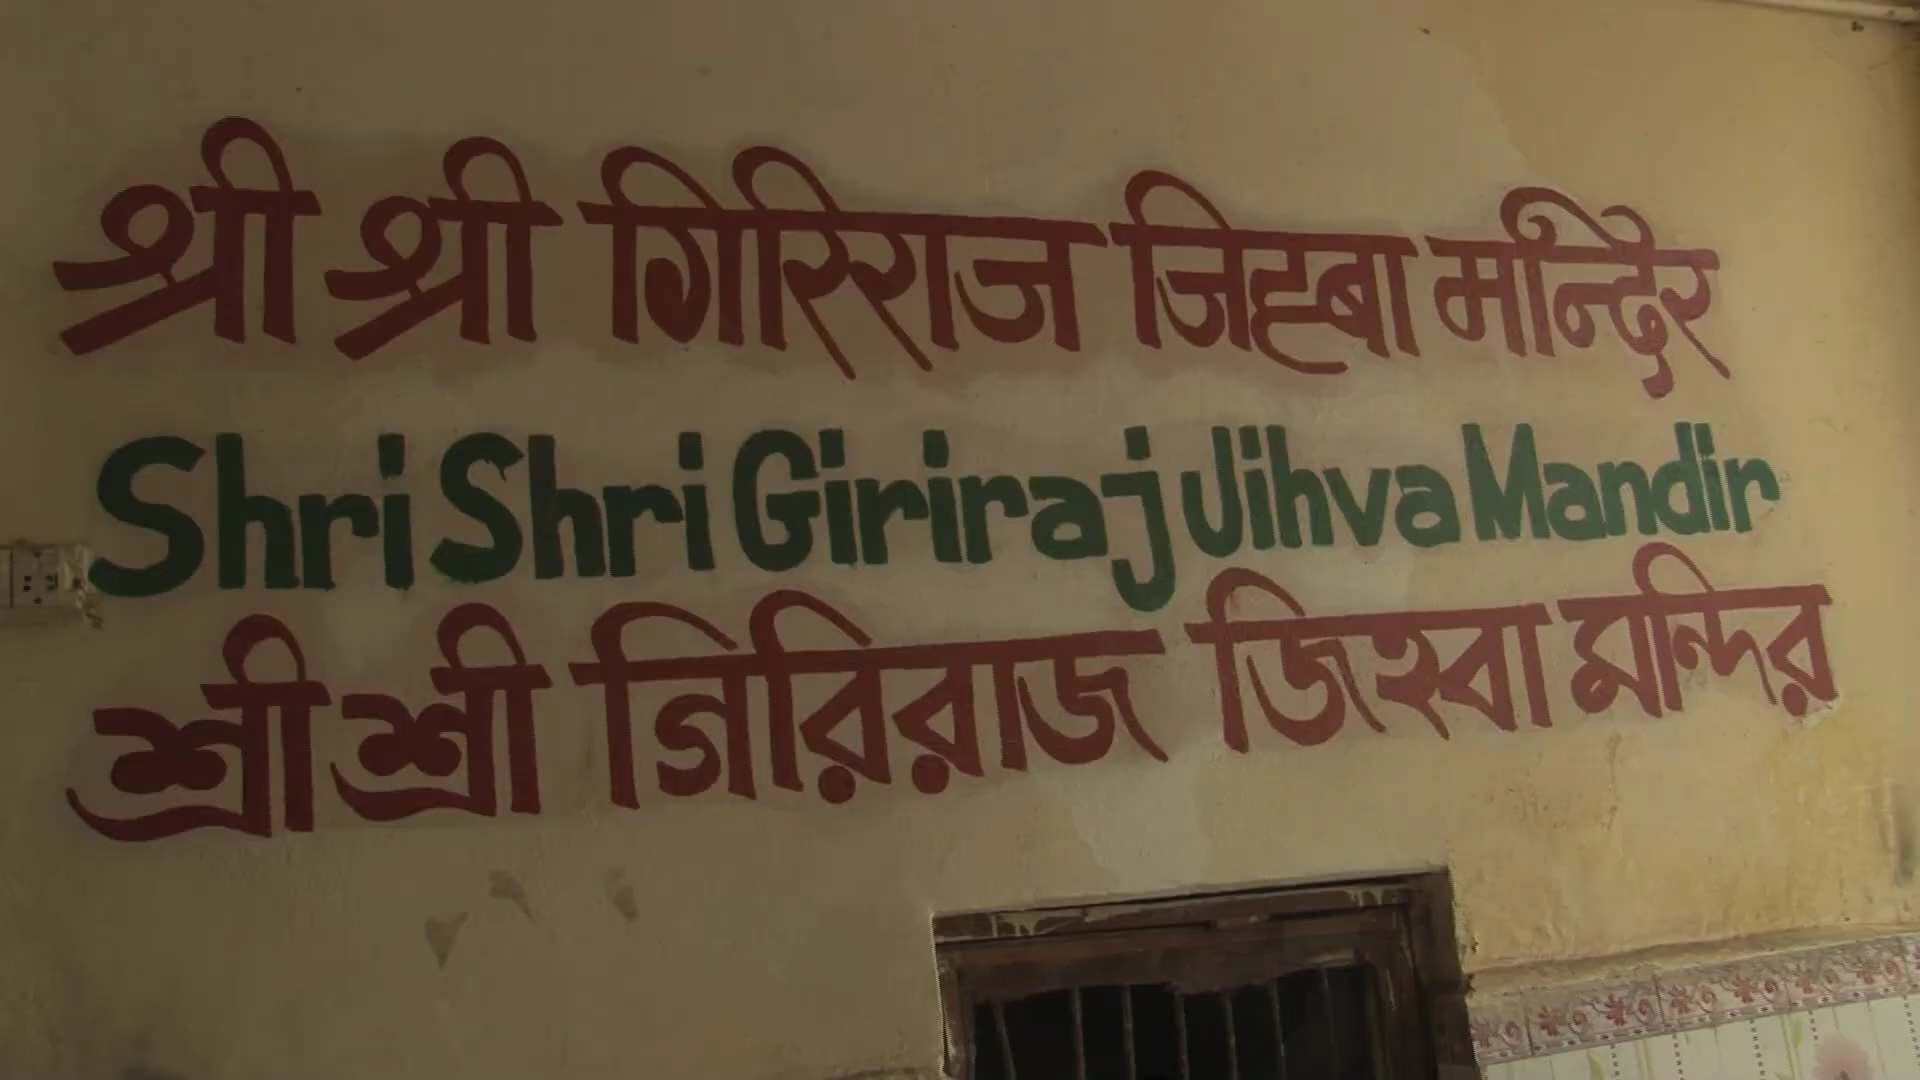 श्री श्री गिरिराज जिह्बा मन्दिर
Shri Shri Giriraj Jihva Mandir
শ্রী শ্রী গিরিরাজ জিহবা মন্দির